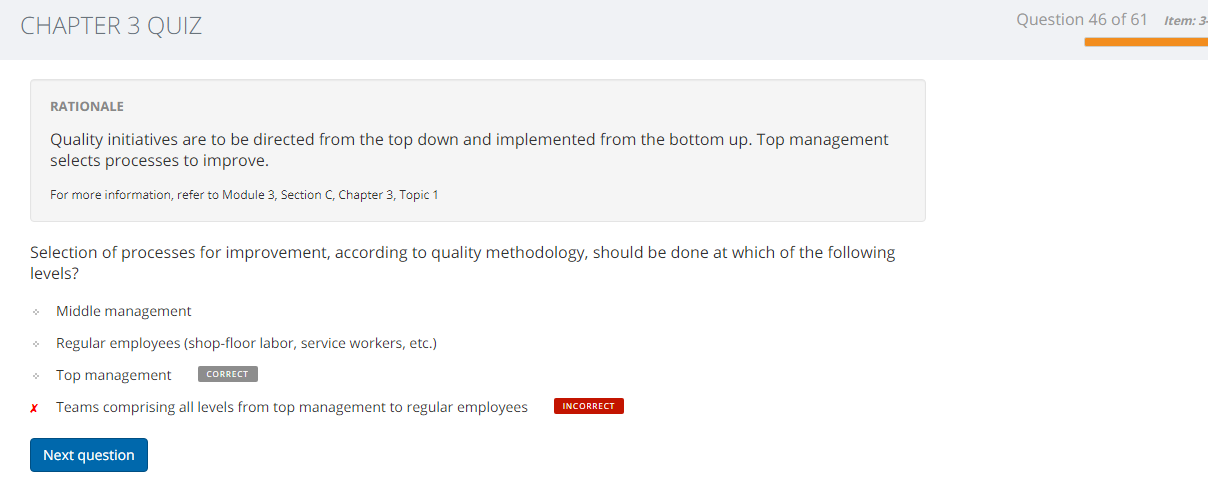 CHAPTER 3 QUIZ
Question 46 of 61 Item: 3-
RATIONALE
Quality initiatives are to be directed from the top down and implemented from the bottom up. Top management
selects processes to improve.
For more information, refer to Module 3, Section C, Chapter 3, Topic 1
Selection of processes for improvement, according to quality methodology, should be done at which of the following
levels?
Middle management
Regular employees (shop-floor labor, service workers, etc.)
Top management CORRECT
✗ Teams comprising all levels from top management to regular employees INCORRECT
Next question